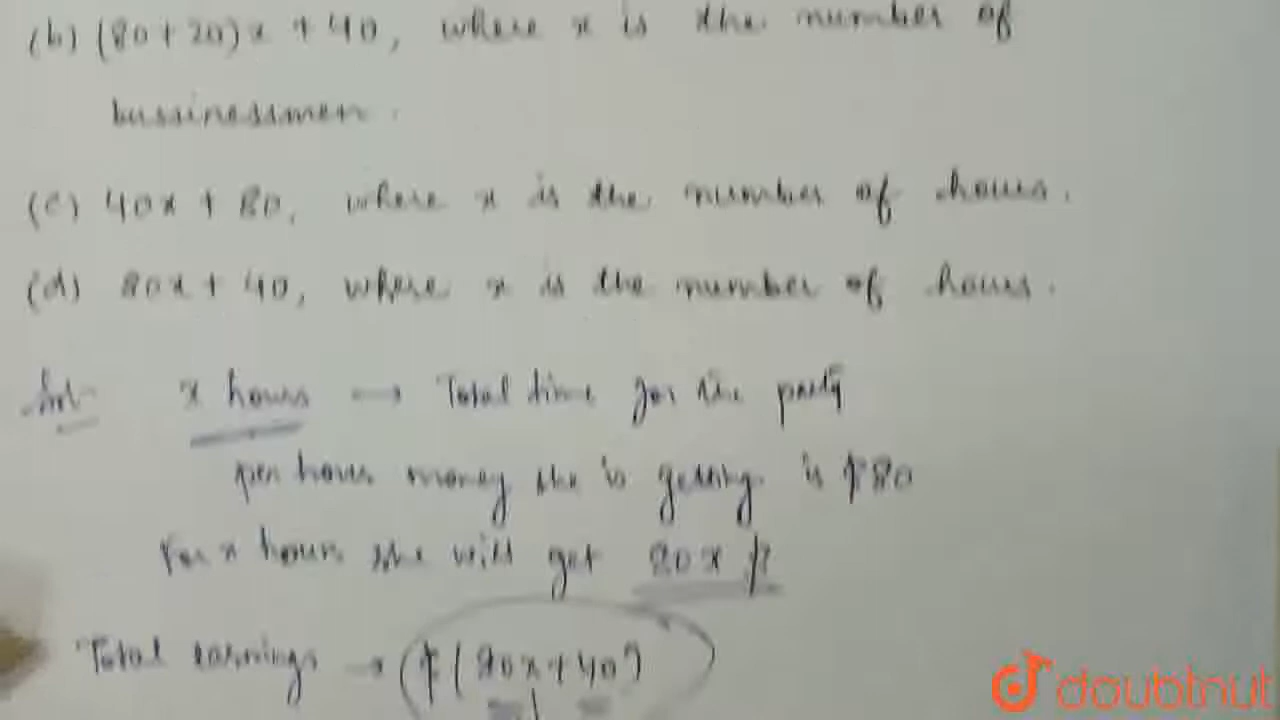 (b) (80+20)x + 40, where x is the number of
bussinessmen.
(c) 40x + 80, where x is the number of hours.
(d) 80x + 40, where x is the number of hours.
Sol x hours → Total time for the party
per hours money she is getting is $80
For x hours she will get 80x $
Total earnings → $(80x+40)
doubtnut